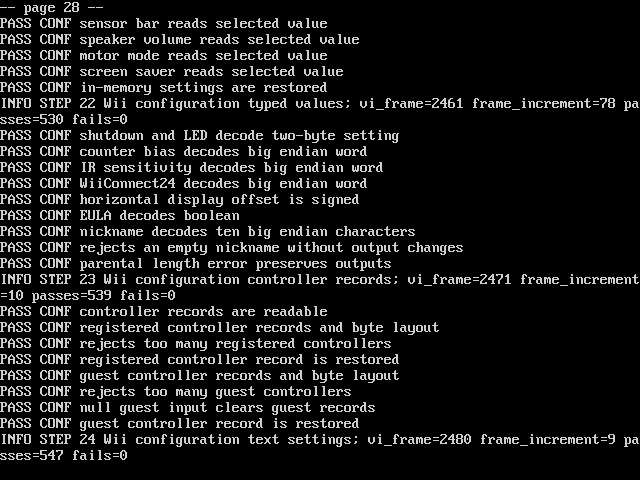 -- page 28 --
PASS CONF sensor bar reads selected value
PASS CONF speaker volume reads selected value
PASS CONF motor mode reads selected value
PASS CONF screen saver reads selected value
PASS CONF in-memory settings are restored
INFO STEP 22 Wii configuration typed values; vi_frame=2461 frame_increment=78 pa
sses=530 fails=0
PASS CONF shutdown and LED decode two-byte setting
PASS CONF counter bias decodes big endian word
PASS CONF IR sensitivity decodes big endian word
PASS CONF WiiConnect24 decodes big endian word
PASS CONF horizontal display offset is signed
PASS CONF EULA decodes boolean
PASS CONF nickname decodes ten big endian characters
PASS CONF rejects an empty nickname without output changes
PASS CONF parental length error preserves outputs
INFO STEP 23 Wii configuration controller records; vi_frame=2471 frame_increment
=10 passes=539 fails=0
PASS CONF controller records are readable
PASS CONF registered controller records and byte layout
PASS CONF rejects too many registered controllers
PASS CONF registered controller record is restored
PASS CONF guest controller records and byte layout
PASS CONF rejects too many guest controllers
PASS CONF null guest input clears guest records
PASS CONF guest controller record is restored
INFO STEP 24 Wii configuration text settings; vi_frame=2480 frame_increment=9 pa
sses=547 fails=0